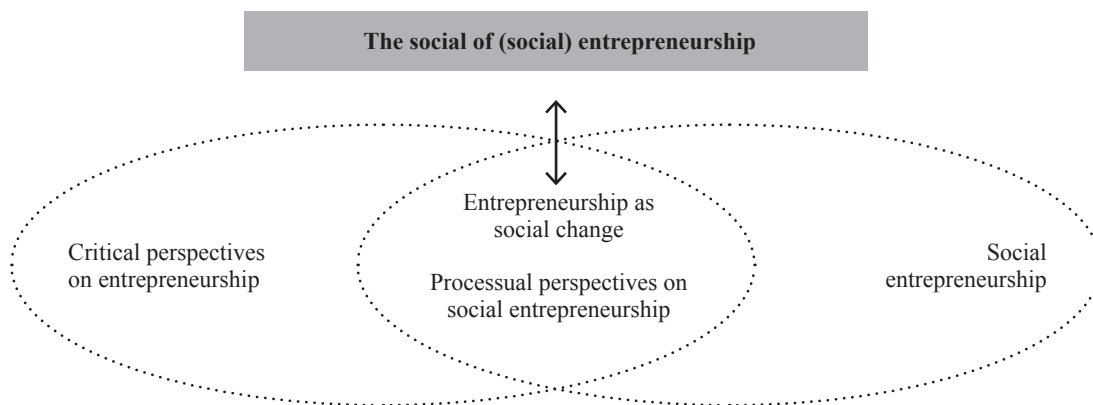 The social of (social) entrepreneurship
Entrepreneurship as
social change
Critical perspectives
on entrepreneurship
Processual perspectives on
social entrepreneurship
Social
entrepreneurship